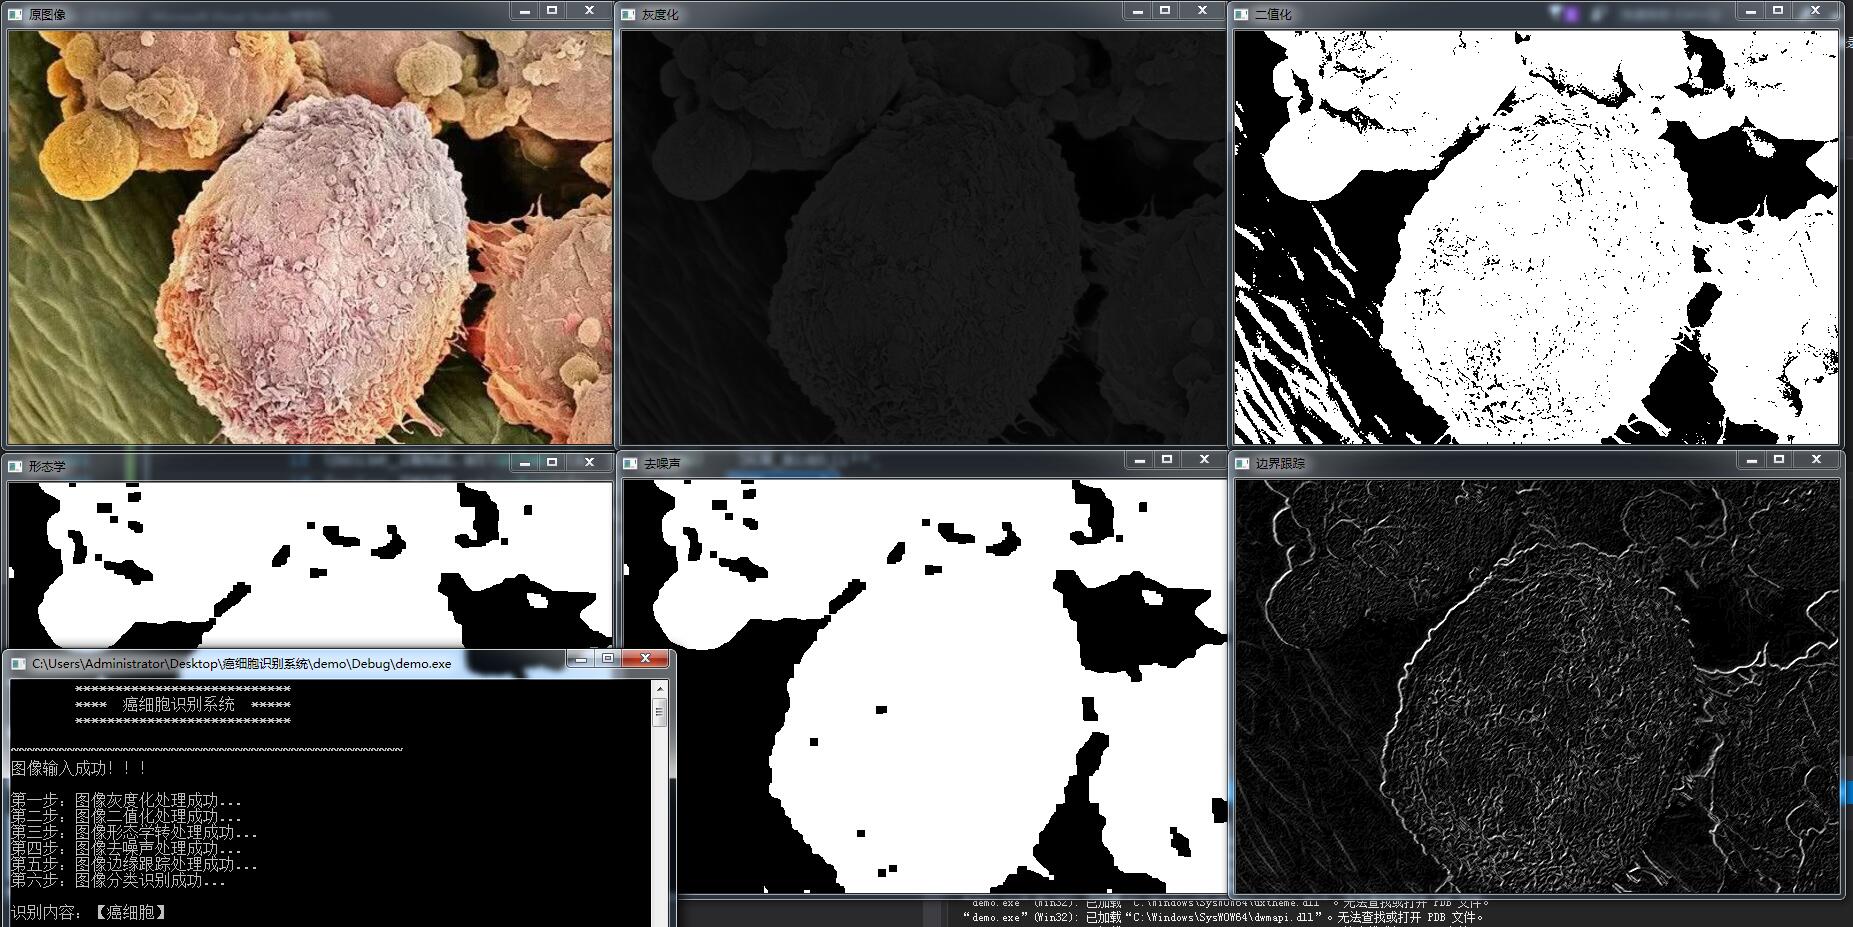 原图像
灰度化
二值化
形态学
去噪声
边界跟踪
C:\Users\Administrator\Desktop\癌细胞识别系统\demo\Debug\demo.exe
***************************
**** 癌细胞识别系统 *****
***************************
~~~~~~~~~~~~~~~~~~~~~~~~~~~~~~~~~~~~~~~~~~~~~~~~~
图像输入成功！！！
第一步：图像灰度化处理成功...
第二步：图像二值化处理成功...
第三步：图像形态学转处理成功...
第四步：图像去噪声处理成功...
第五步：图像边缘跟踪处理成功...
第六步：图像分类识别成功...
识别内容：【癌细胞】
“demo.exe”(Win32): 已加载“C:\Windows\SysWOW64\uxtheme.dll”。无法查找或打开 PDB 文件。
“demo.exe”(Win32): 已加载“C:\Windows\SysWOW64\dwmapi.dll”。无法查找或打开 PDB 文件。